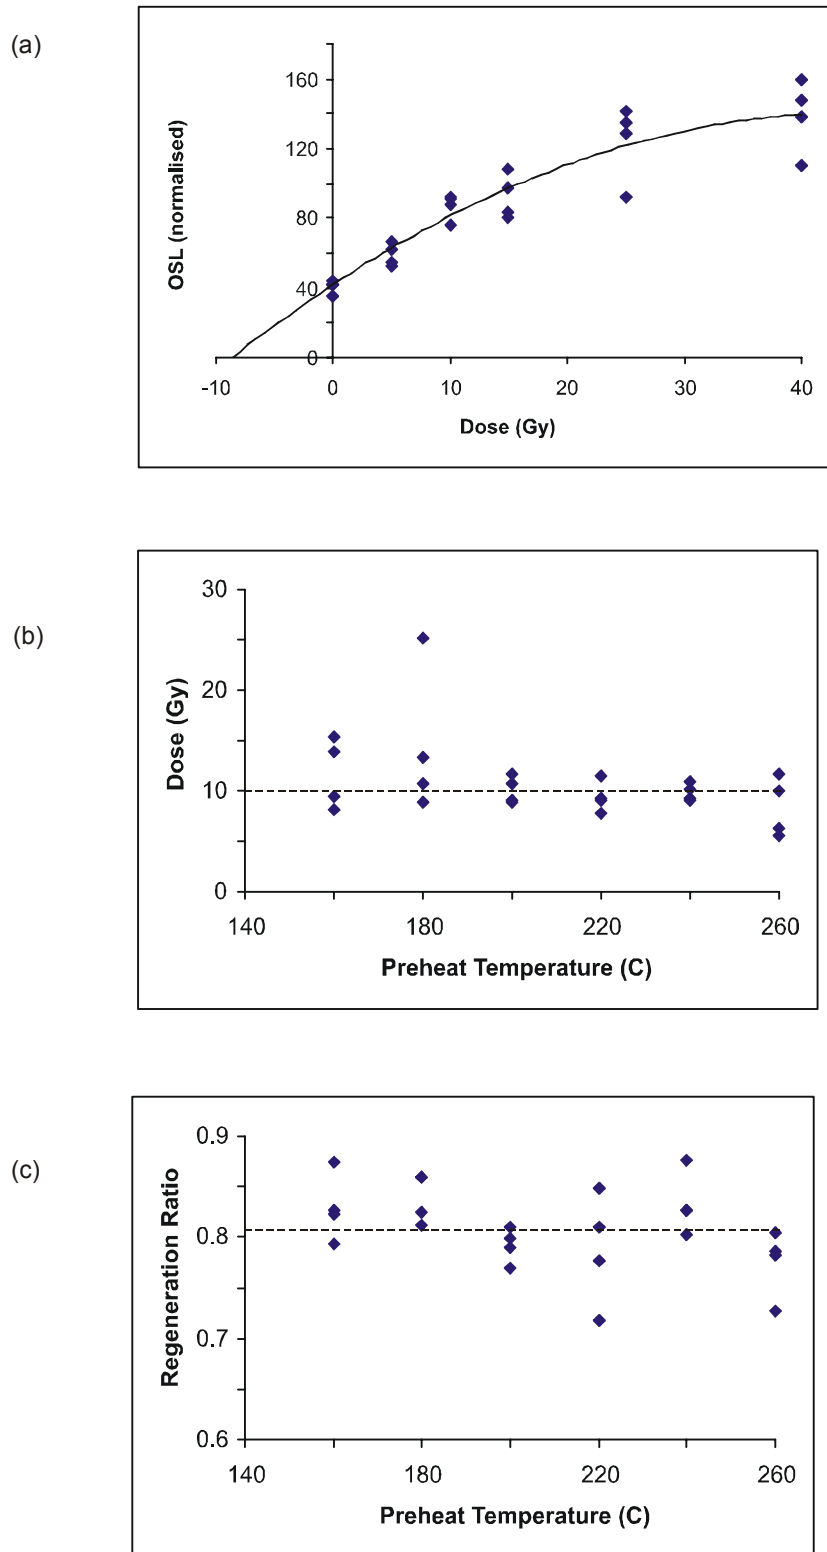 (a)
160
120
80
40
0
-10 0 10 20 30 40
OSL (normalised)
Dose (Gy)
(b)
30
20
10
0
140 180 220 260
Dose (Gy)
Preheat Temperature (C)
(c)
0.9
0.8
0.7
0.6
140 180 220 260
Regeneration Ratio
Preheat Temperature (C)